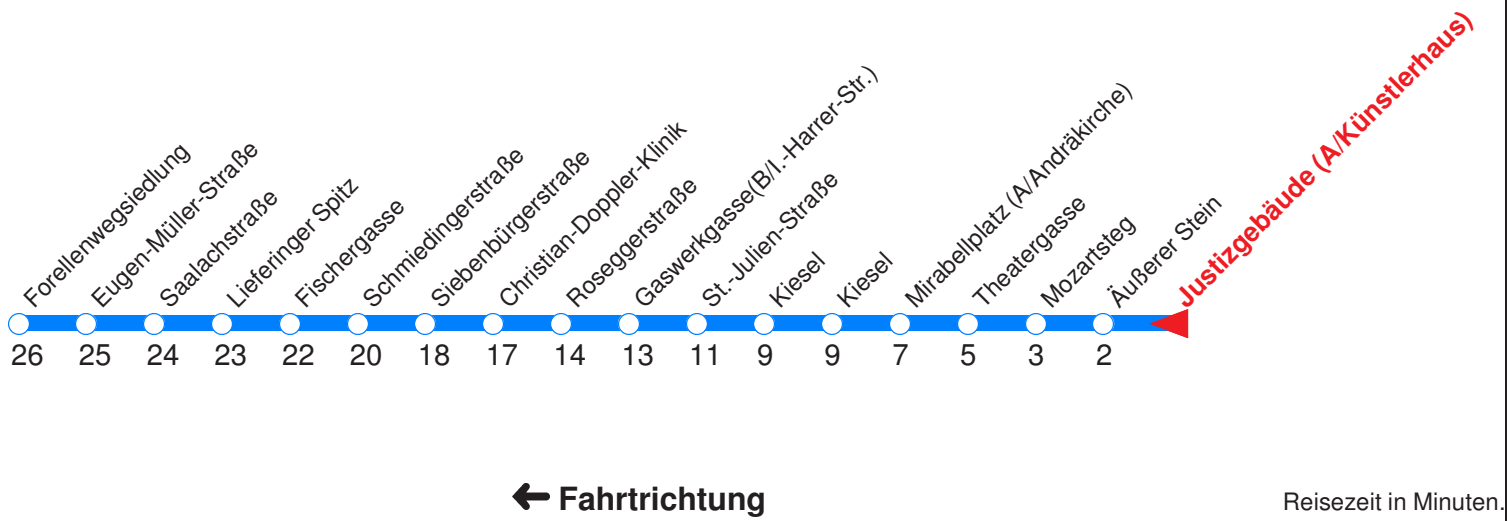 Forellenwegsiedlung
Eugen-Müller-Straße
Saalachstraße
Lieferinger Spitz
Fischergasse
Schmiedingerstraße
Siebenbürgerstraße
Christian-Doppler-Klinik
Roseggerstraße
Gaswerkgasse(B/I.-Harrer-Str.)
St.-Julien-Straße
Kiesel
Kiesel
Mirabellplatz (A/Andräkirche)
Theatergasse
Mozartsteg
Äußerer Stein
Justizgebäude (A/Künstlerhaus)
26 25 24 23 22 20 18 17 14 13 11 9 9 7 5 3 2
Fahrtrichtung
Reisezeit in Minuten.